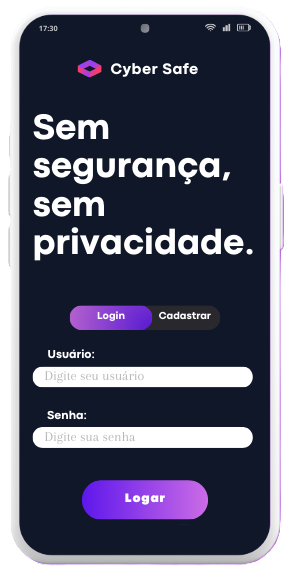 17:30
Cyber Safe
Sem
segurança,
sem
privacidade.
Login Cadastrar
Usuário:
Digite seu usuário
Senha:
Digite sua senha
Logar